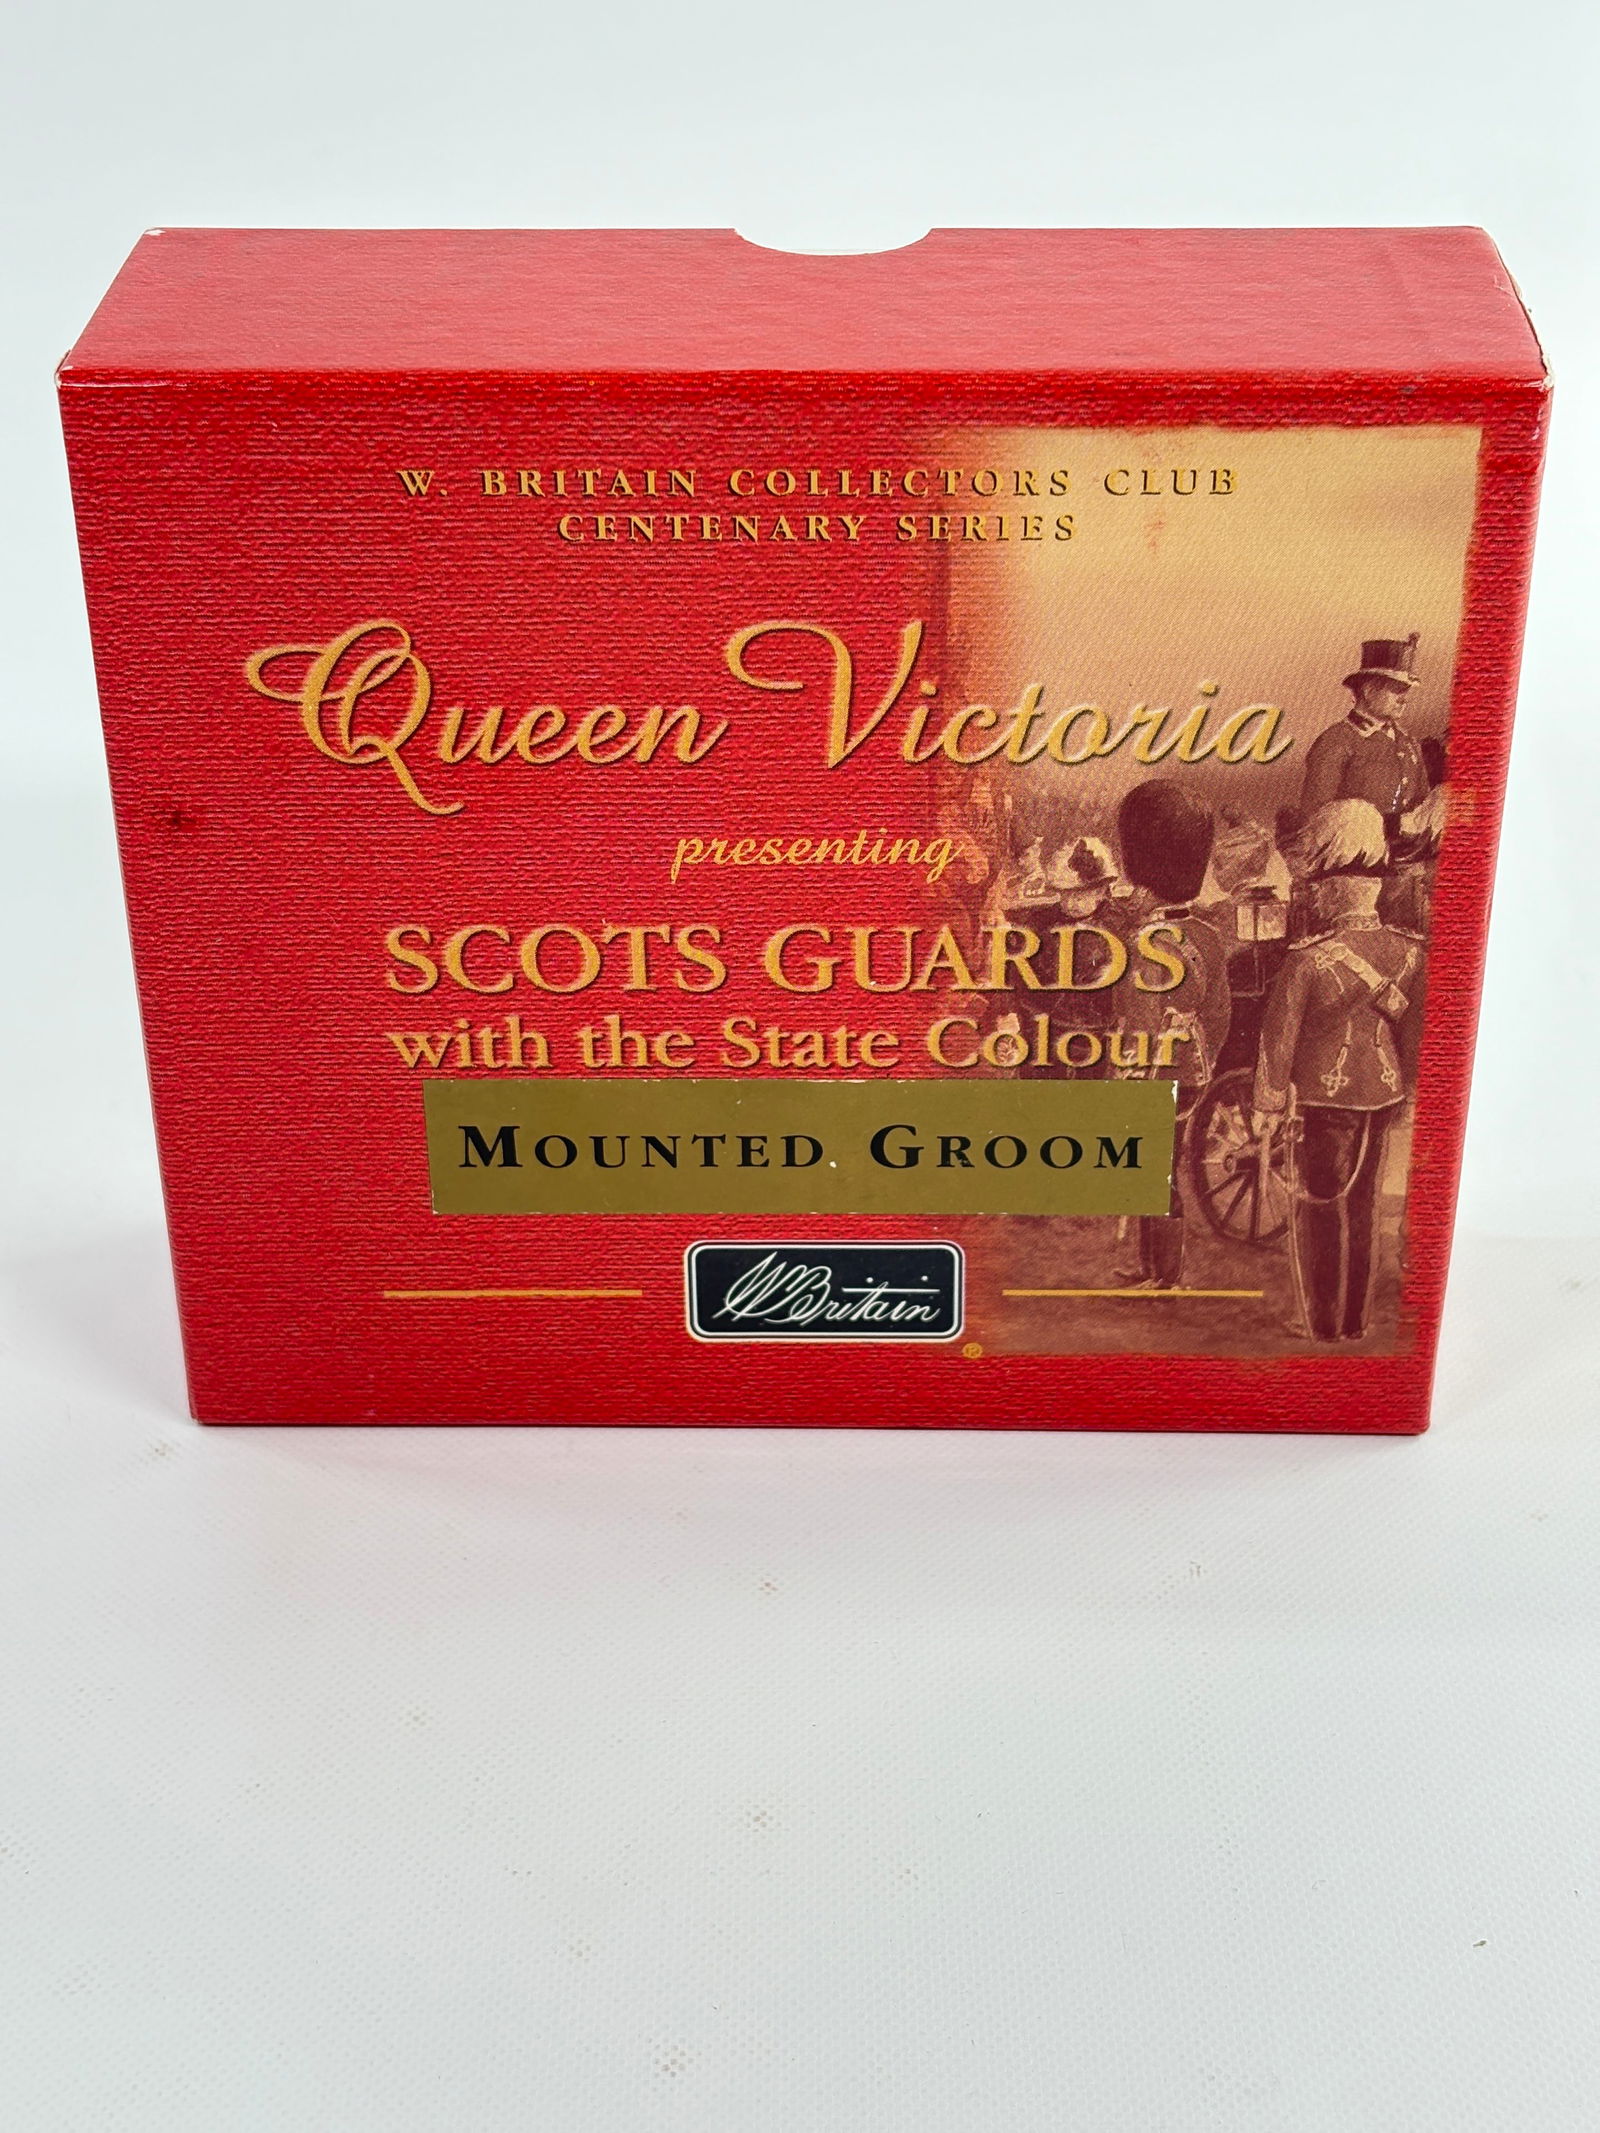 W. BRITAIN COLLECTORS CLUB
CENTENARY SERIES
Queen Victoria
presenting
SCOTS GUARDS
with the State Colour
MOUNTED GROOM
W Britain
®